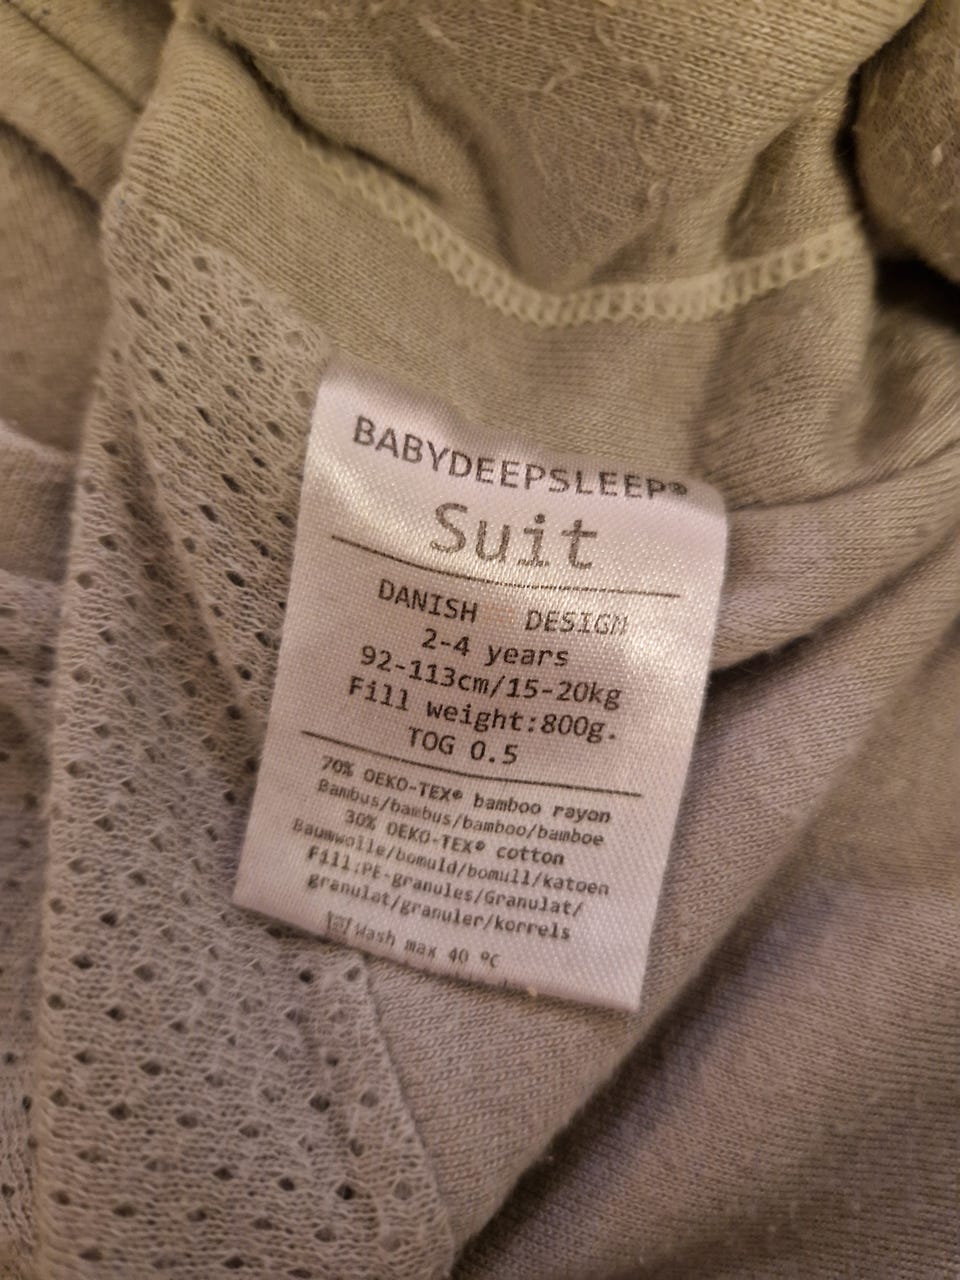 BABYDEEPSLEEP®
Suit
DANISH DESIGN
2-4 years
92-113cm/15-20kg
Fill weight:800g.
TOG 0.5
70% OEKO-TEX® bamboo rayon
Bambus/bambus/bamboo/bamboe
30% OEKO-TEX® cotton
Baumwolle/bomuld/bomull/katoen
Fill:PE-granules/Granulat/
granulat/granuler/korrels
Wash max 40 ºC